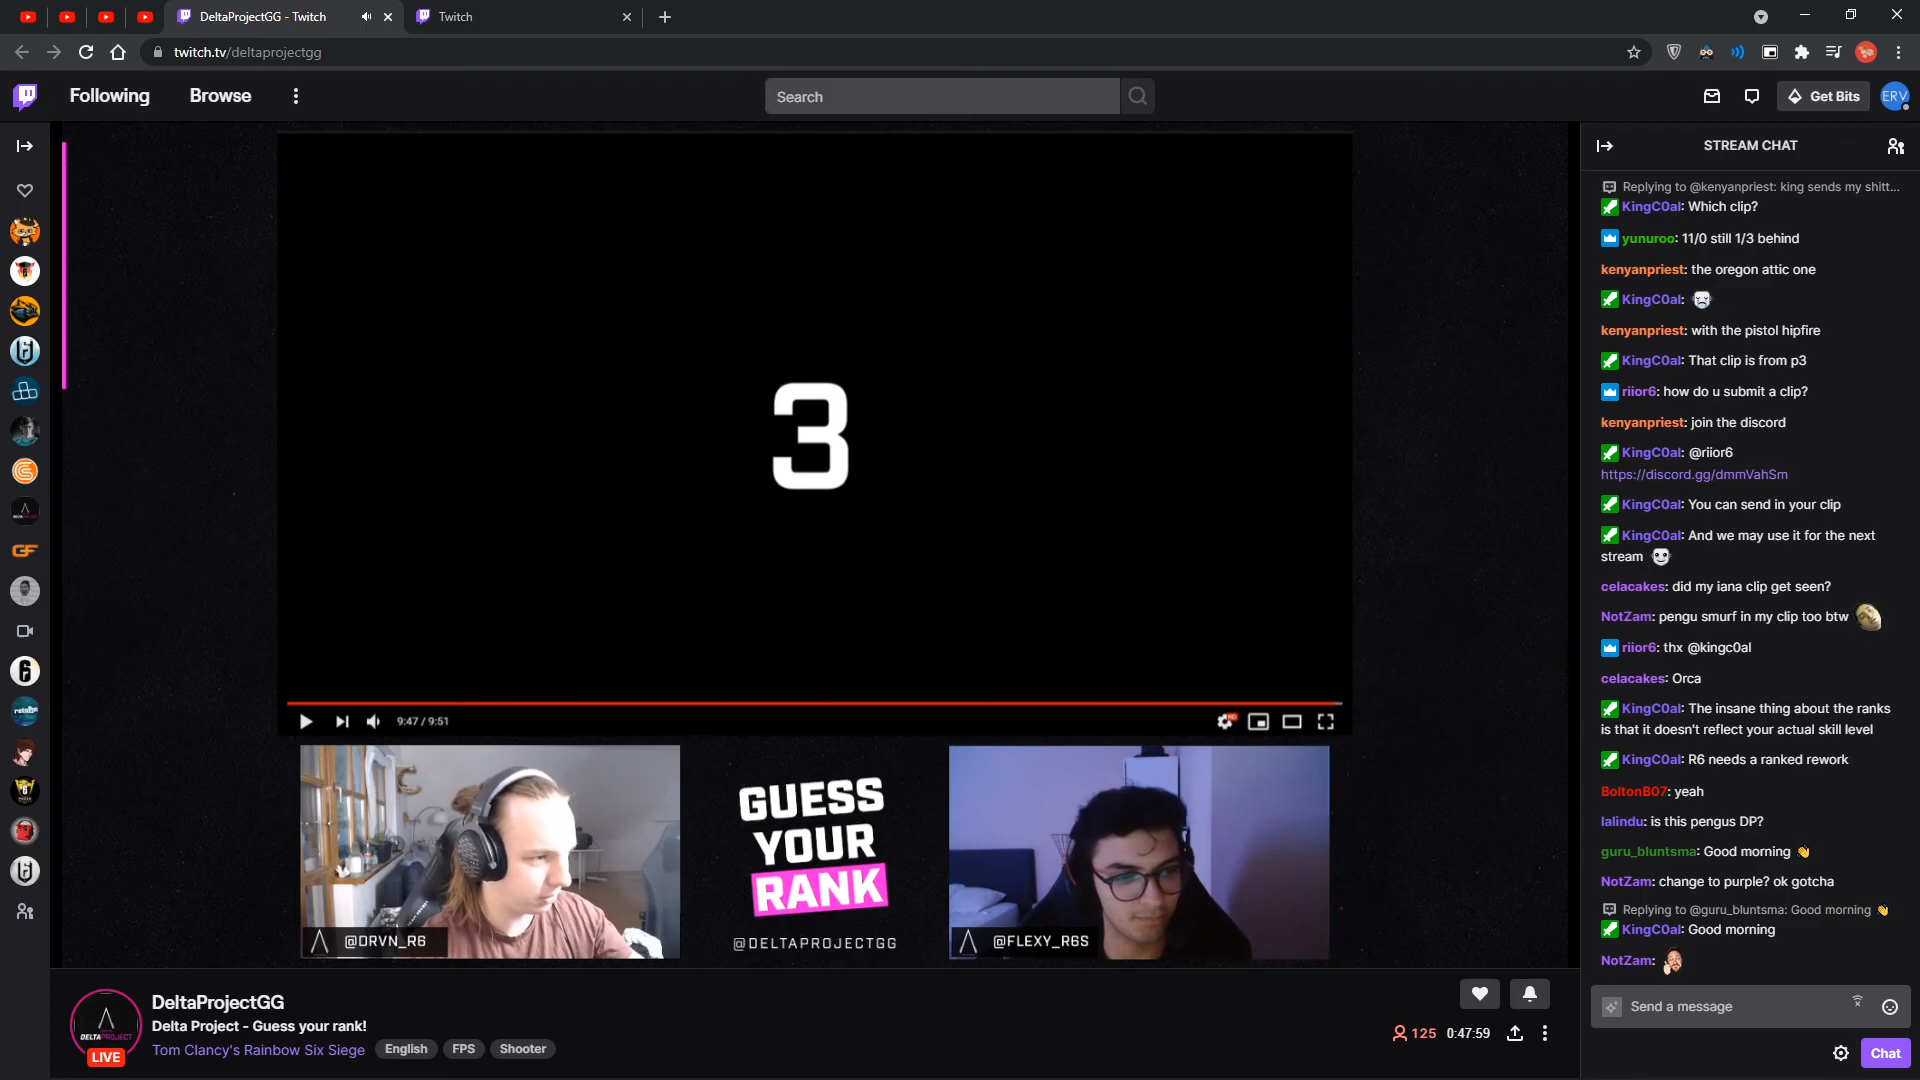 DeltaProjectGG - Twitch
Twitch
twitch.tv/deltaprojectgg
Following
Browse
Search
Get Bits
ERV
STREAM CHAT
Replying to @kenyanpriest: king sends my shitt...
KingC0al: Which clip?
yunuroo: 11/0 still 1/3 behind
kenyanpriest: the oregon attic one
KingC0al:
kenyanpriest: with the pistol hipfire
KingC0al: That clip is from p3
riior6: how do u submit a clip?
kenyanpriest: join the discord
KingC0al: @riior6
https://discord.gg/dmmVahSm
KingC0al: You can send in your clip
KingC0al: And we may use it for the next
stream
celacakes: did my iana clip get seen?
NotZam: pengu smurf in my clip too btw
riior6: thx @kingc0al
celacakes: Orca
KingC0al: The insane thing about the ranks
is that it doesn't reflect your actual skill level
KingC0al: R6 needs a ranked rework
BoltonB07: yeah
lalindu: is this pengus DP?
guru_bluntsma: Good morning
NotZam: change to purple? ok gotcha
Replying to @guru_bluntsma: Good morning
KingC0al: Good morning
NotZam:
Send a message
Chat
3
9:47 / 9:51
@DRVN_R6
GUESS
YOUR
RANK
@DELTAPROJECTGG
@FLEXY_R6S
DELTAPROJECT
LIVE
DeltaProjectGG
Delta Project - Guess your rank!
Tom Clancy's Rainbow Six Siege
English
FPS
Shooter
125
0:47:59